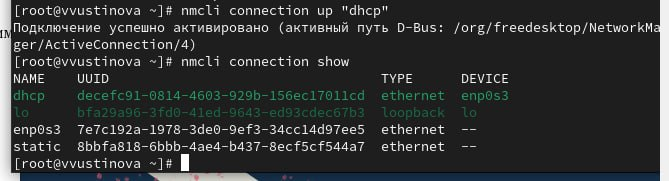 [root@vvustinova ~]# nmcli connection up "dhcp"
Подключение успешно активировано (активный путь D-Bus: /org/freedesktop/NetworkMa
ger/ActiveConnection/4)
[root@vvustinova ~]# nmcli connection show
NAME    UUID                                  TYPE      DEVICE
dhcp    decefc91-0814-4603-929b-156ec17011cd  ethernet  enp0s3
lo      bfa29a96-3fd0-41ed-9643-ed93cdec67b3  loopback  lo
enp0s3  7e7c192a-1978-3de0-9ef3-34cc14d97ee5  ethernet  --
static  8bbfa818-6bbb-4ae4-b437-8ecf5cf544a7  ethernet  --
[root@vvustinova ~]#